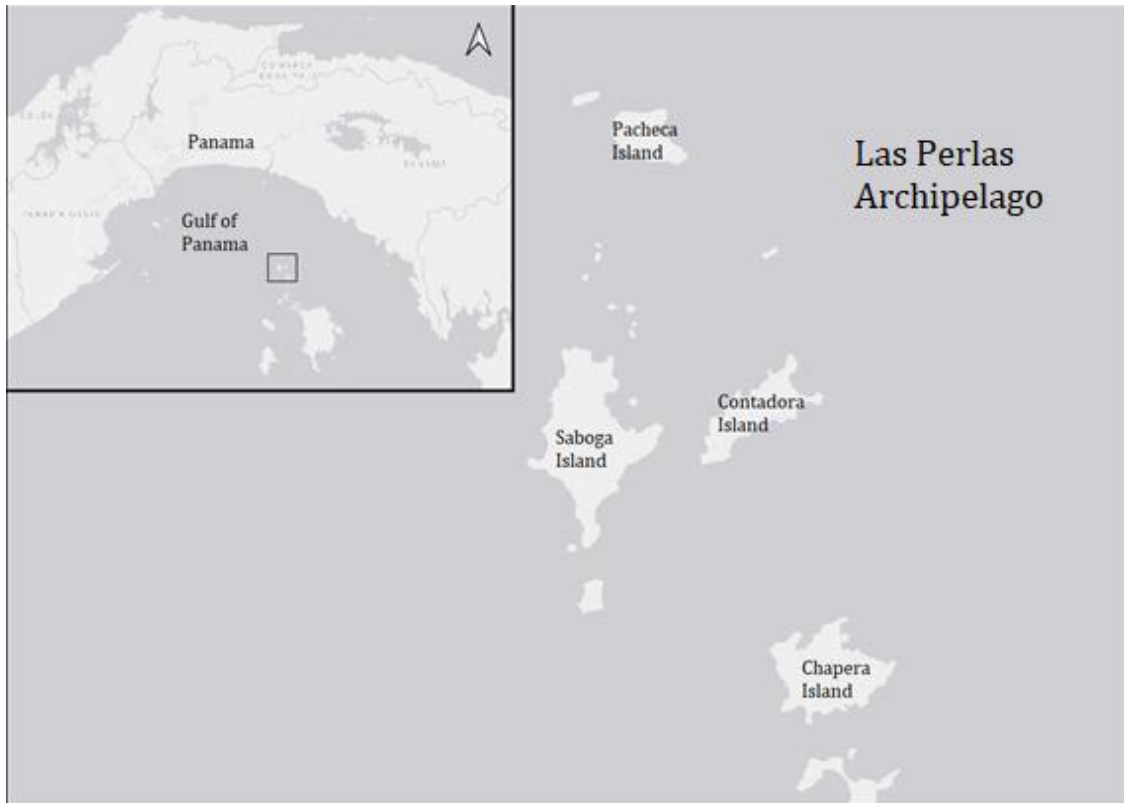 Panama
Gulf of
Panama
Pacheca
Island
Las Perlas
Archipelago
Contadora
Island
Saboga
Island
Chapera
Island